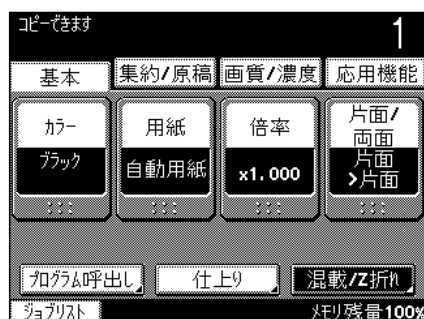 コピーできます
1
基本 集約/原稿 画質/濃度 応用機能
カラー 用紙 倍率 片面/
両面
ブラック 自動用紙 x1.000 片面
>片面
プログラム呼出し 仕上り 混載/Z折れ
ジョブリスト メモリ残量100%